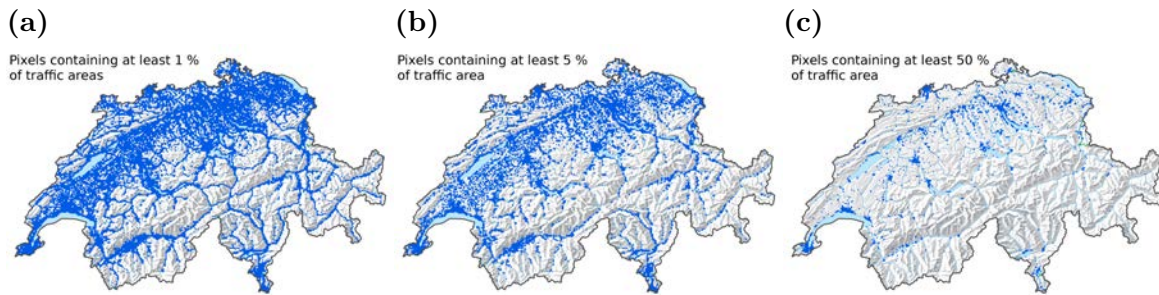 (a)
Pixels containing at least 1 %
of traffic areas
(b)
Pixels containing at least 5 %
of traffic area
(c)
Pixels containing at least 50 %
of traffic area